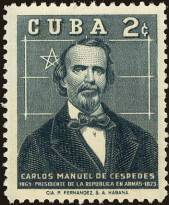 CUBA 2¢
CARLOS MANUEL DE CESPEDES
1869 - PRESIDENTE DE LA REPUBLICA EN ARMAS - 1873
CIA. P. FERNANDEZ, S. A. HABANA.